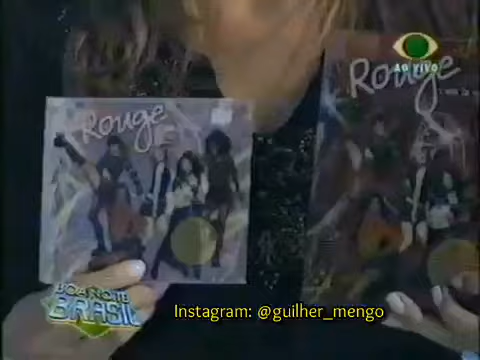 AO VIVO
Rouge
Rouge
BOA NOITE
BRASIL
Instagram: @guilher_mengo